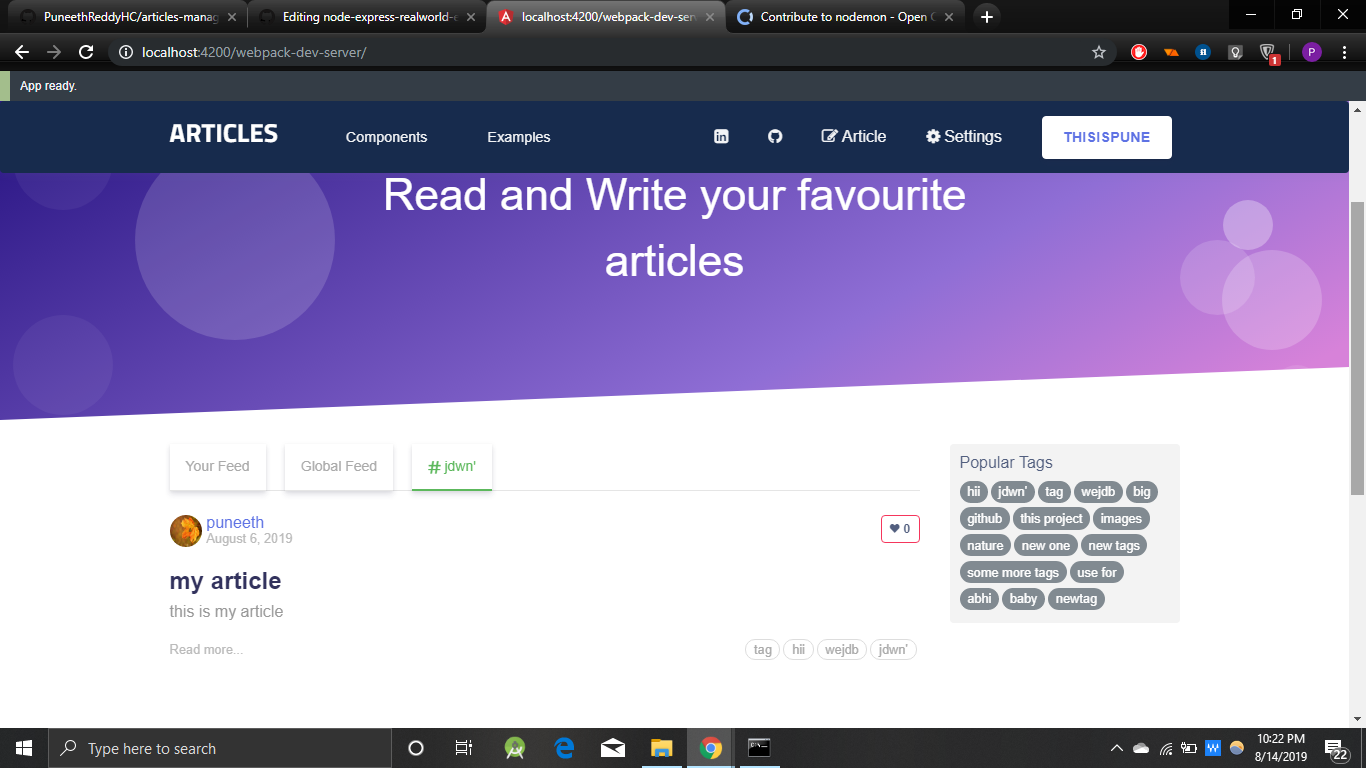 PuneethReddyHC/articles-manag
Editing node-express-realworld-e
localhost:4200/webpack-dev-serv
Contribute to nodemon - Open C
localhost:4200/webpack-dev-server/
1
P
App ready.
ARTICLES
Components
Examples
Article
Settings
THISISPUNE
Read and Write your favourite
articles
Your Feed
Global Feed
# jdwn'
puneeth
August 6, 2019
0
my article
this is my article
Read more...
tag hii wejdb jdwn'
Popular Tags
hii jdwn' tag wejdb big
github this project images
nature new one new tags
some more tags use for
abhi baby newtag
Type here to search
10:22 PM
8/14/2019
22